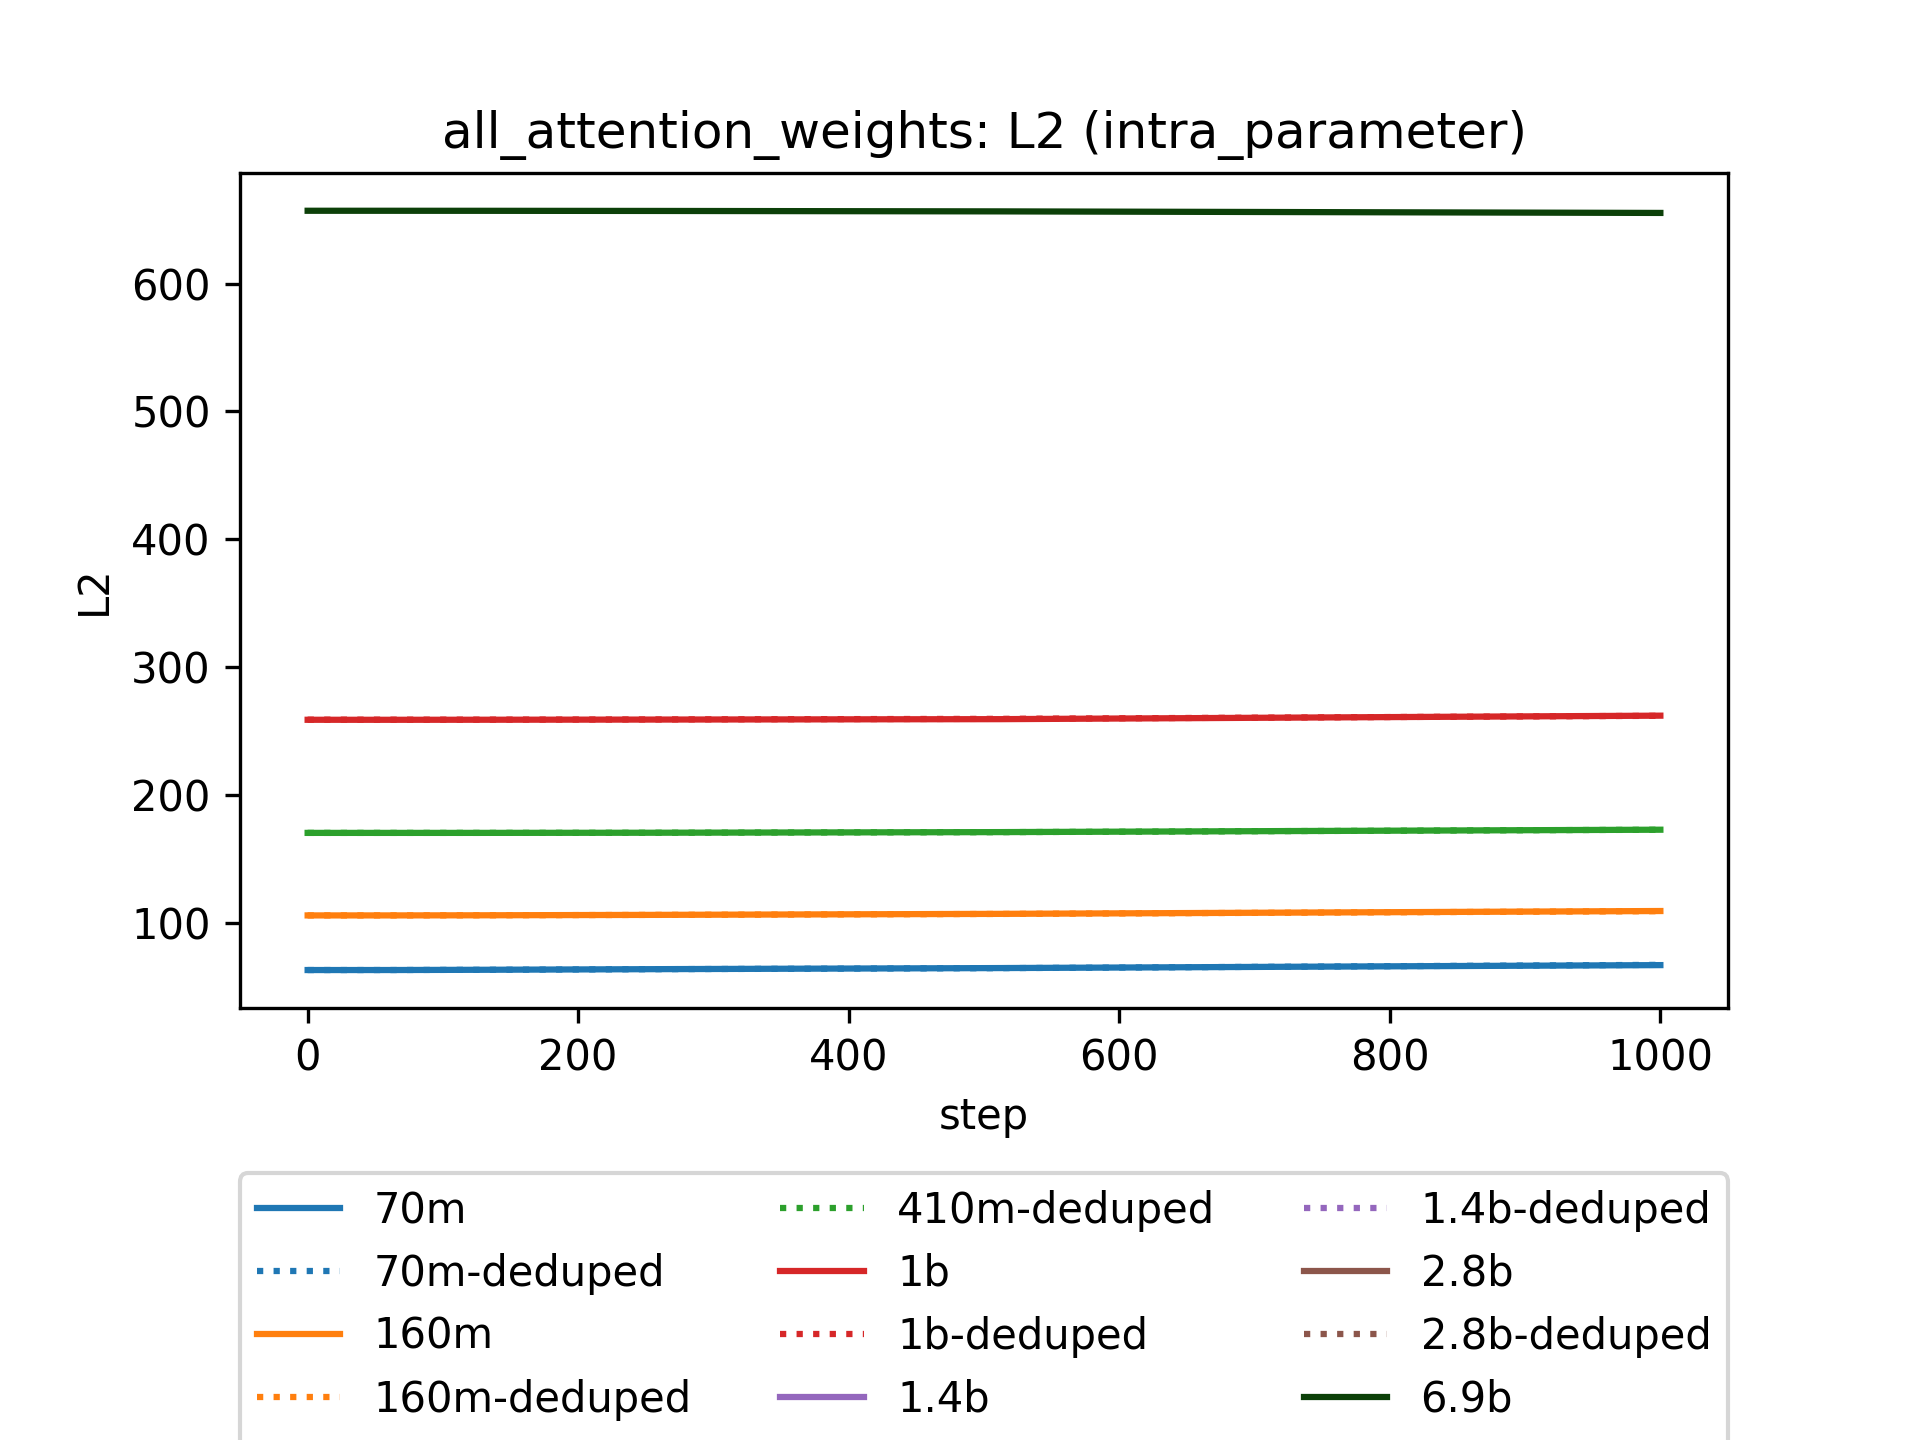 all_attention_weights: L2 (intra_parameter)
600
500
400
300
200
100
L2
0 200 400 600 800 1000
step
70m 410m-deduped 1.4b-deduped
70m-deduped 1b 2.8b
160m 1b-deduped 2.8b-deduped
160m-deduped 1.4b 6.9b